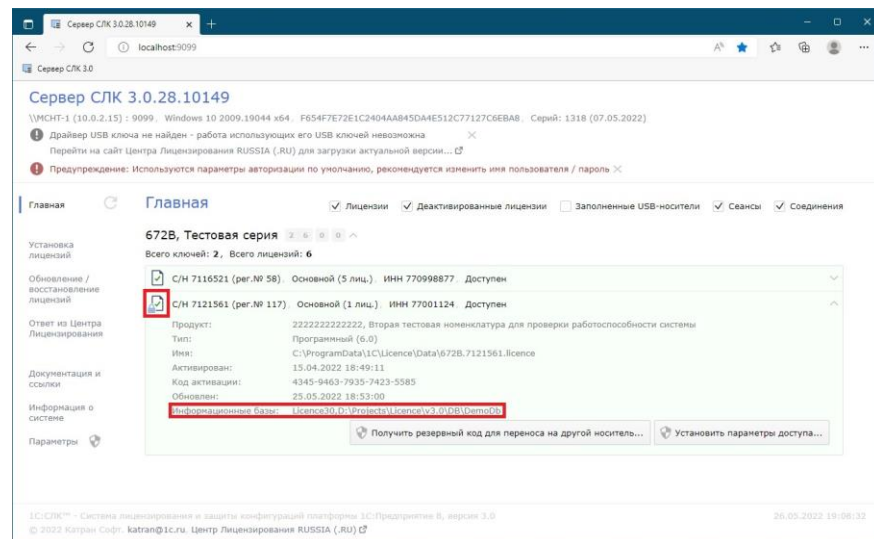 Сервер СЛК 3.0.28.10149
localhost:9099
Сервер СЛК 3.0
Сервер СЛК 3.0.28.10149
\\MCHT-1 (10.0.2.15) : 9099, Windows 10 2009.19044 x64, F654F7E72E1C2404AA845DA4E512C77127C6EBA8, Серий: 1318 (07.05.2022)
Драйвер USB ключа не найден - работа использующих его USB ключей невозможна
Перейти на сайт Центра Лицензирования RUSSIA (.RU) для загрузки актуальной версии...
Предупреждение: Используются параметры авторизации по умолчанию, рекомендуется изменить имя пользователя / пароль
Главная
Установка лицензий
Обновление / восстановление лицензий
Ответ из Центра Лицензирования
Документация и ссылки
Информация о системе
Параметры
Главная
Лицензии Деактивированные лицензии Заполненные USB-носители Сеансы Соединения
672B, Тестовая серия 2 6 0 0
Всего ключей: 2, Всего лицензий: 6
С/Н 7116521 (рег.№ 58), Основной (5 лиц.), ИНН 770998877, Доступен
С/Н 7121561 (рег.№ 117), Основной (1 лиц.), ИНН 77001124, Доступен
Продукт: 222222222222, Вторая тестовая номенклатура для проверки работоспособности системы
Тип: Программный (6.0)
Имя: C:\ProgramData\1C\Licence\Data\672B.7121561.licence
Активирован: 15.04.2022 18:49:11
Код активации: 4345-9463-7935-7423-5585
Обновлен: 25.05.2022 18:53:00
Информационные базы: Licence30,D:\Projects\Licence\v3.0\DB\DemoDb
Получить резервный код для переноса на другой носитель...
Установить параметры доступа...
1С:СЛК™ - Система лицензирования и защиты конфигураций платформы 1С:Предприятие 8, версия 3.0
26.05.2022 19:06:32
© 2022 Катран Софт. katran@1c.ru. Центр Лицензирования RUSSIA (.RU)